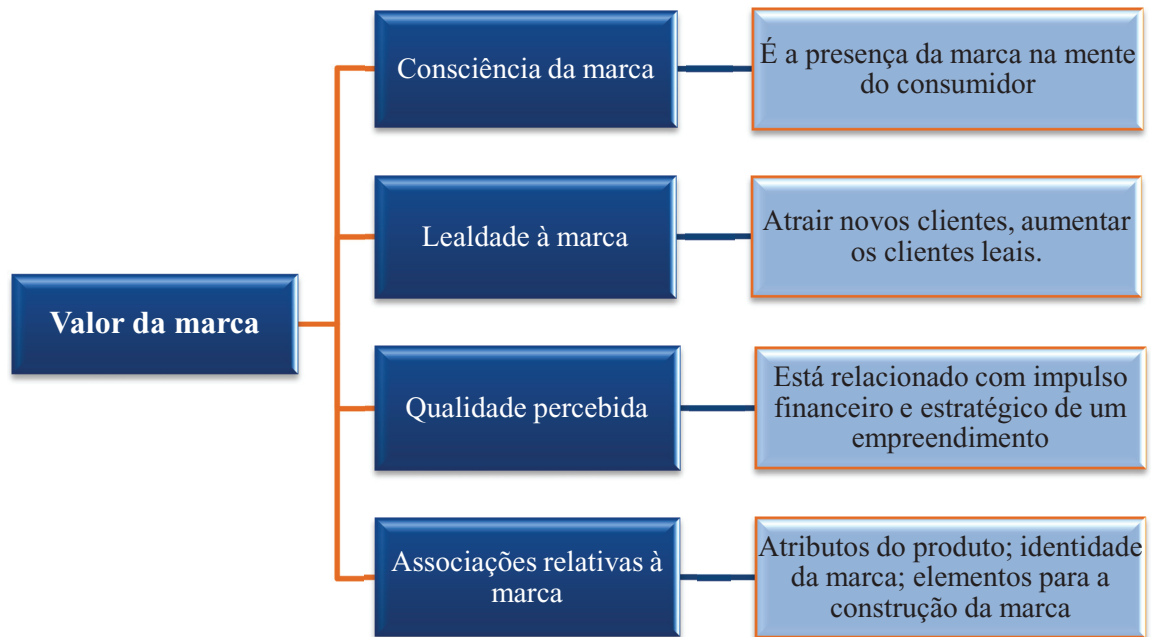 Valor da marca
Consciência da marca
É a presença da marca na mente
do consumidor
Lealdade à marca
Atrair novos clientes, aumentar
os clientes leais.
Qualidade percebida
Está relacionado com impulso
financeiro e estratégico de um
empreendimento
Associações relativas à
marca
Atributos do produto; identidade
da marca; elementos para a
construção da marca